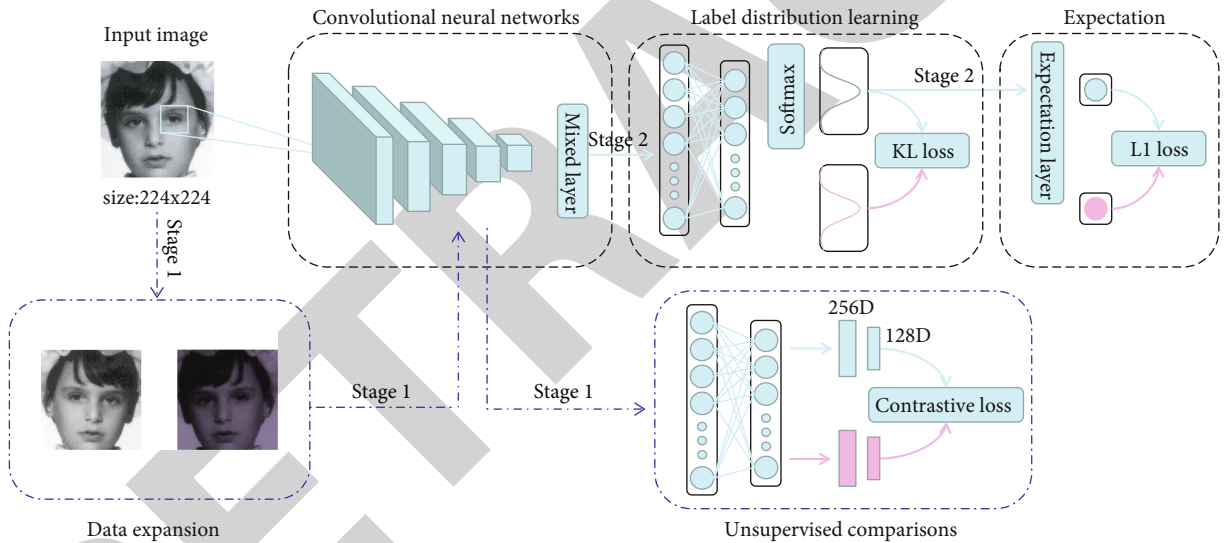 Input image
size:224x224
Stage 1
Convolutional neural networks
Mixed layer
Stage 2
Label distribution learning
Softmax
KL loss
Stage 2
Expectation
Expectation layer
L1 loss
Data expansion
Stage 1
Stage 1
256D
128D
Contrastive loss
Unsupervised comparisons